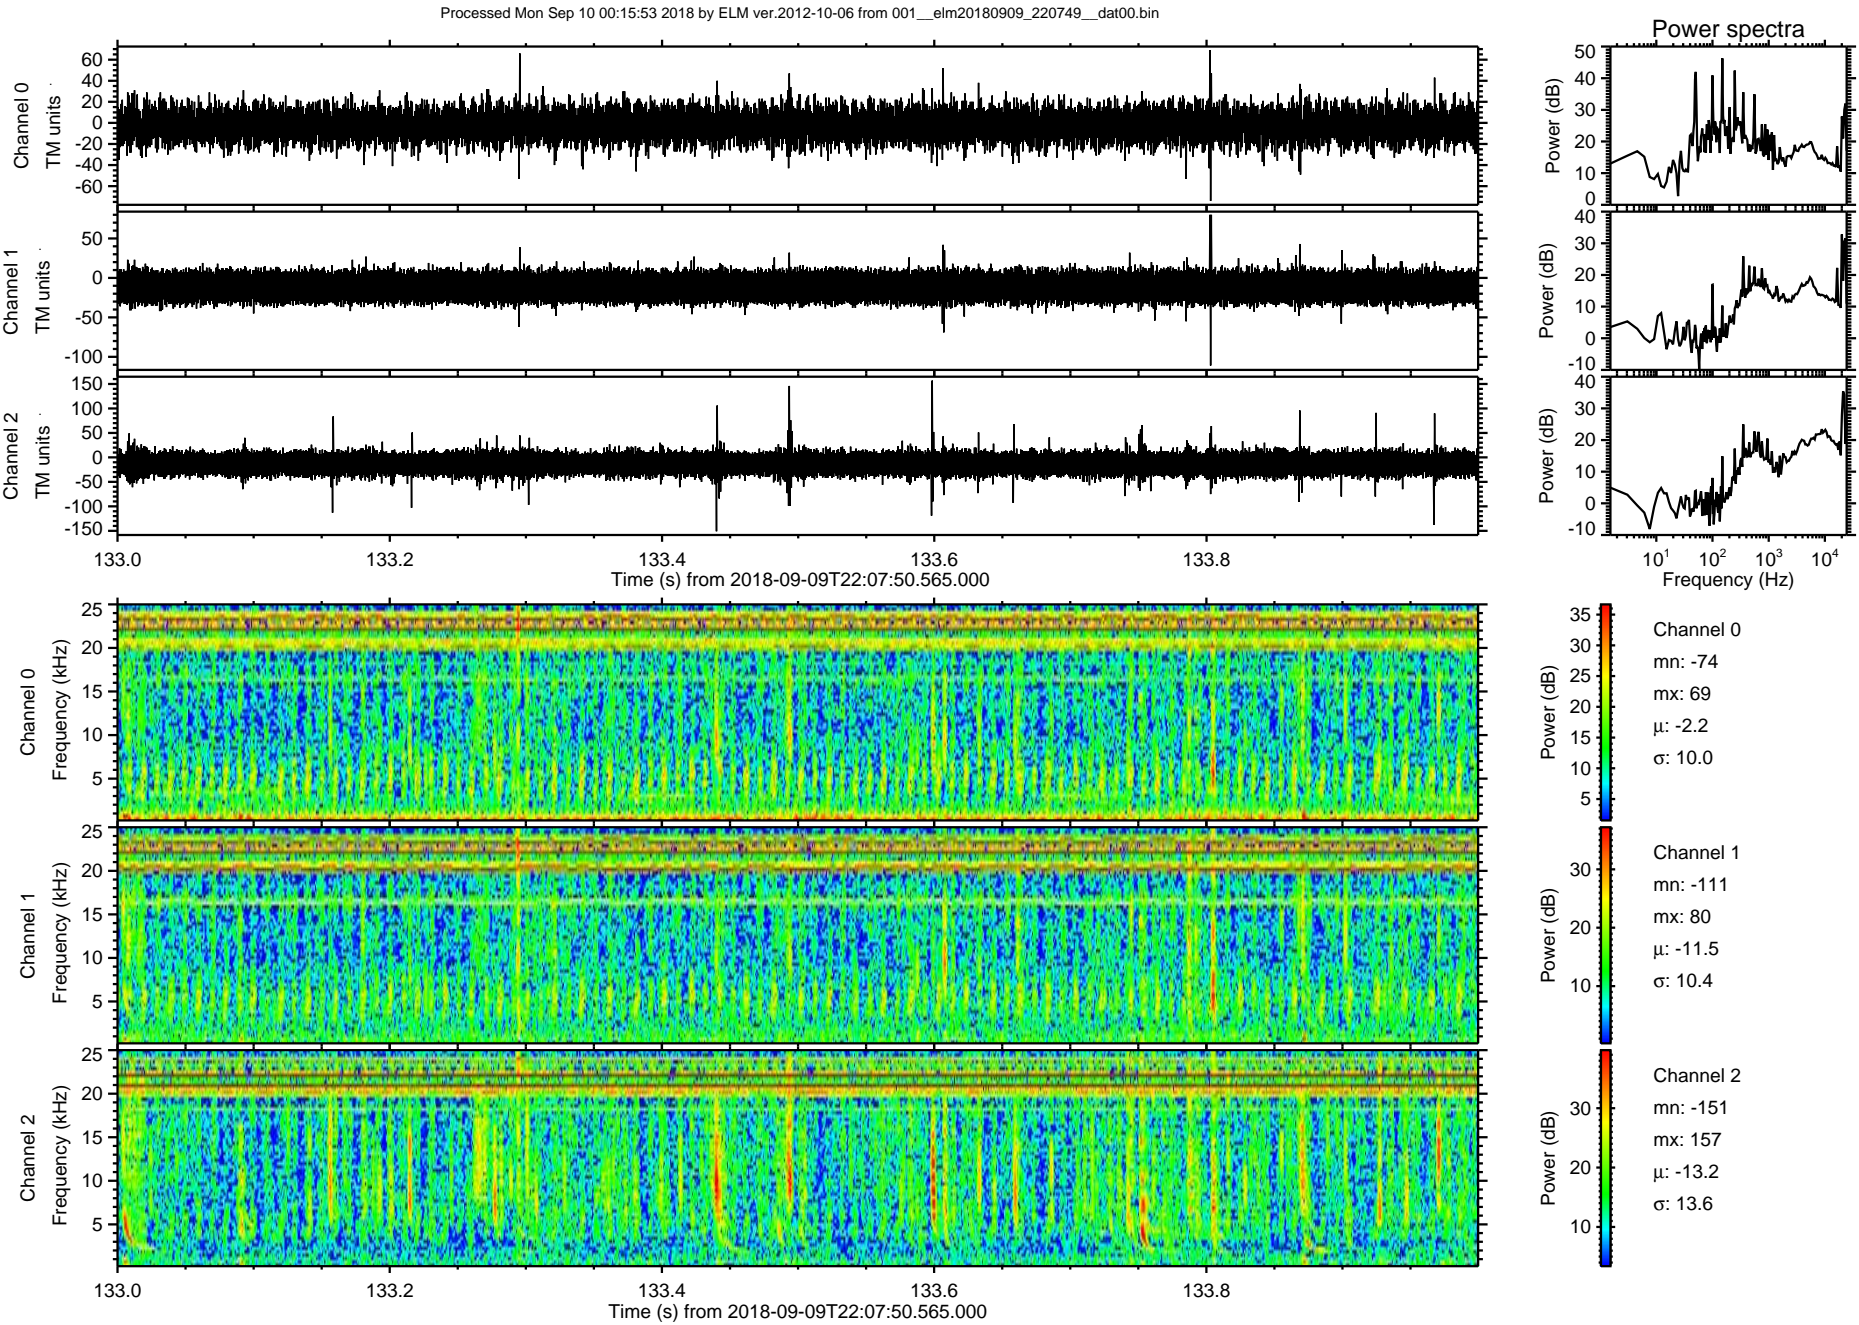 Processed Mon Sep 10 00:15:53 2018 by ELM ver.2012-10-06 from 001__elm20180909_220749__dat00.bin
Power spectra
Channel 0
TM units
60
40
20
0
-20
-40
-60
Power (dB)
50
40
30
20
10
0
Channel 1
TM units
50
0
-50
-100
Power (dB)
40
30
20
10
0
-10
Channel 2
TM units
150
100
50
0
-50
-100
-150
Power (dB)
40
30
20
10
0
-10
133.0 133.2 133.4 133.6 133.8
Time (s) from 2018-09-09T22:07:50.565.000
10^1 10^2 10^3 10^4
Frequency (Hz)
Channel 0
Frequency (kHz)
25
20
15
10
5
Power (dB)
35
30
25
20
15
10
5
Channel 0
mn: -74
mx: 69
µ: -2.2
σ: 10.0
Channel 1
Frequency (kHz)
25
20
15
10
5
Power (dB)
30
20
10
Channel 1
mn: -111
mx: 80
µ: -11.5
σ: 10.4
Channel 2
Frequency (kHz)
25
20
15
10
5
Power (dB)
30
20
10
Channel 2
mn: -151
mx: 157
µ: -13.2
σ: 13.6
133.0 133.2 133.4 133.6 133.8
Time (s) from 2018-09-09T22:07:50.565.000